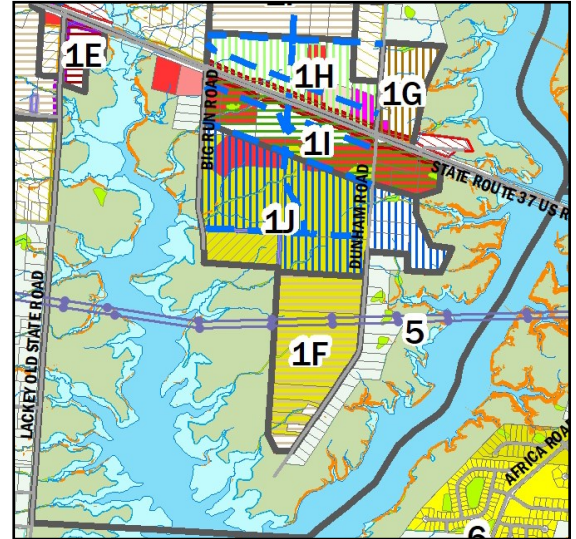 1E
1H
1G
BIG RUN ROAD
1I
STATE ROUTE 37 US R
1J
DUNHAM ROAD
LACKEY OLD STATE ROAD
5
1F
AFRICA ROA
6